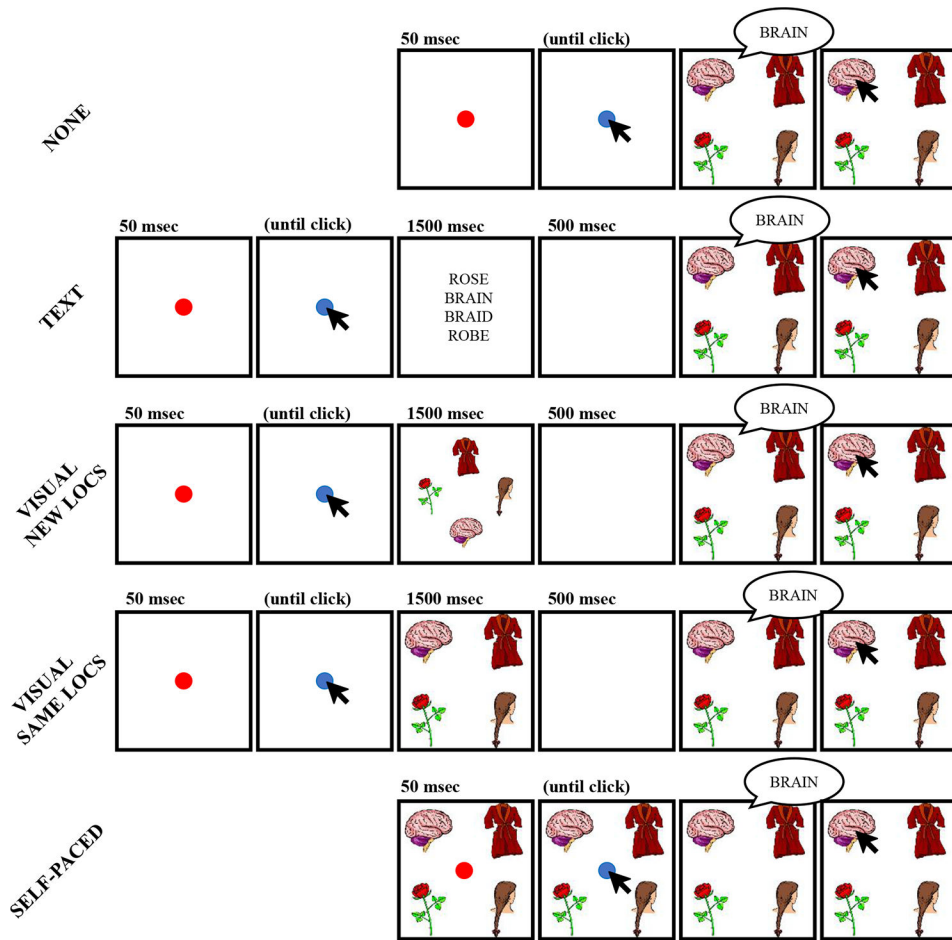 BRAIN
50 msec (until click)
NONE
BRAIN
50 msec (until click) 1500 msec 500 msec
TEXT
ROSE
BRAIN
BRAID
ROBE
BRAIN
50 msec (until click) 1500 msec 500 msec
VISUAL
NEW LOCS
BRAIN
50 msec (until click) 1500 msec 500 msec
VISUAL
SAME LOCS
BRAIN
50 msec (until click)
SELF-PACED